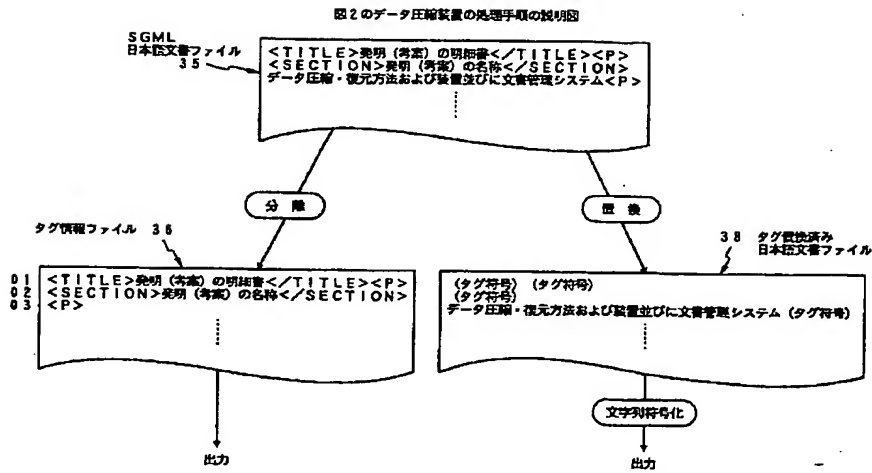 図2のデータ圧縮装置の処理手順の説明図
SGML
日本語文書ファイル
35
<TITLE>発明（考案）の明細書</TITLE><P>
<SECTION>発明（考案）の名称</SECTION>
データ圧縮・復元方法および装置並びに文書管理システム<P>
分離
置換
タグ情報ファイル 36
38 タグ置換済み
日本語文書ファイル
01 <TITLE>発明（考案）の明細書</TITLE><P>
02 <SECTION>発明（考案）の名称</SECTION>
03 <P>
（タグ符号）（タグ符号）
（タグ符号）
データ圧縮・復元方法および装置並びに文書管理システム（タグ符号）
文字列符号化
出力
出力